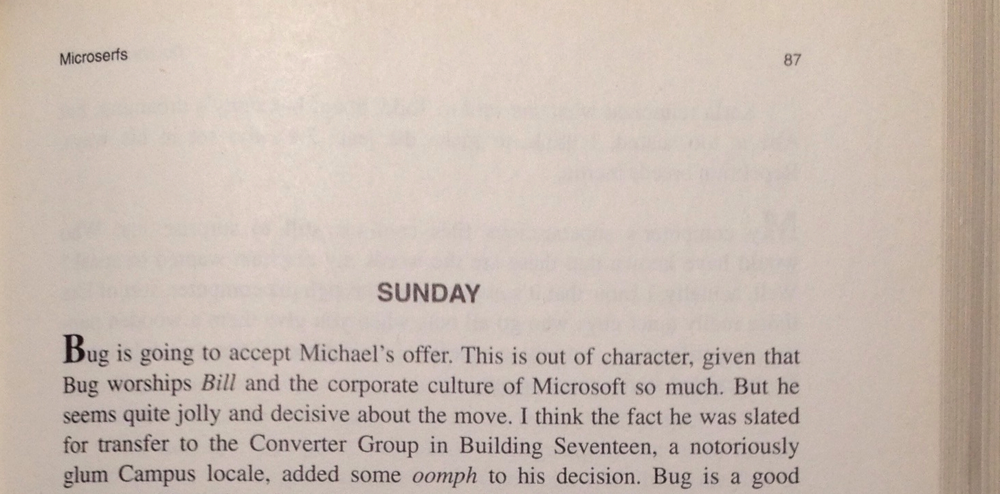 Microserfs 87
SUNDAY
Bug is going to accept Michael's offer. This is out of character, given that
Bug worships Bill and the corporate culture of Microsoft so much. But he
seems quite jolly and decisive about the move. I think the fact he was slated
for transfer to the Converter Group in Building Seventeen, a notoriously
glum Campus locale, added some oomph to his decision. Bug is a good